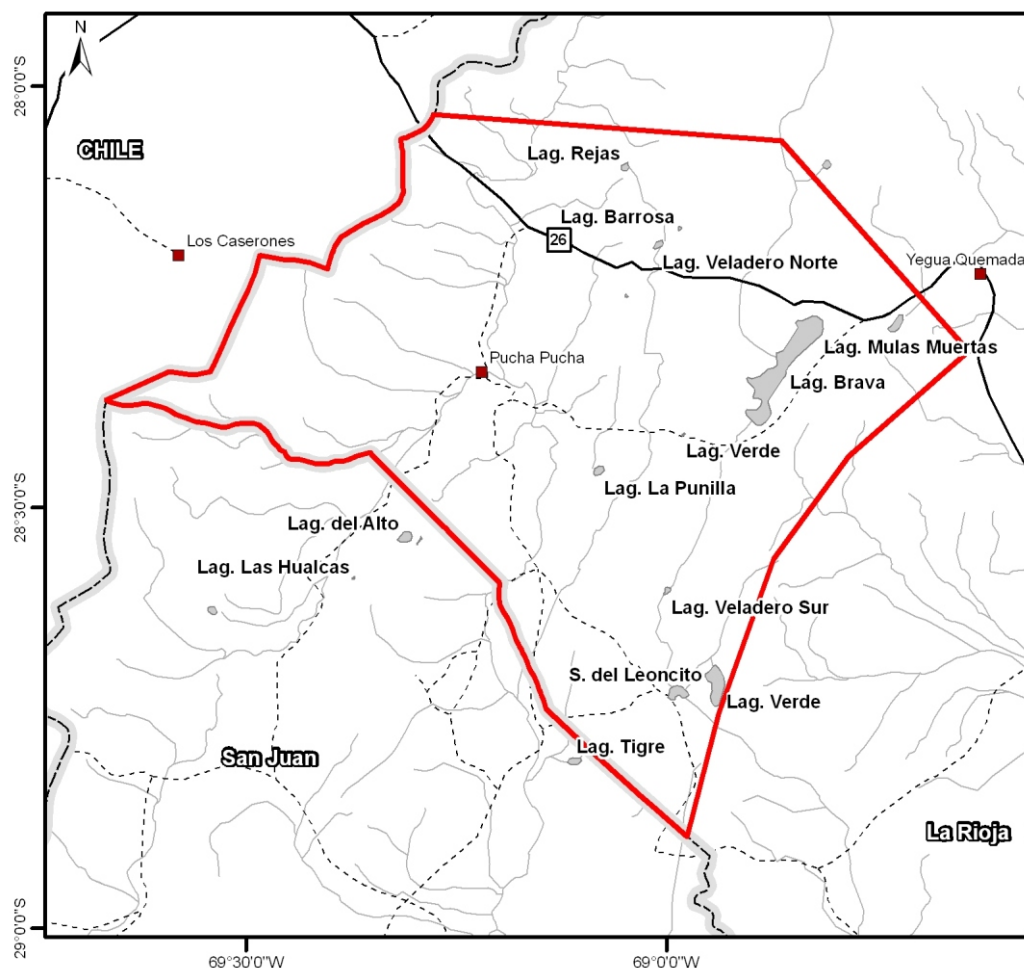 N
28°0'0"S
CHILE
Lag. Rejas
Lag. Barrosa
Los Caserones
26
Lag. Veladero Norte
Yegua Quemada
Lag. Mulas Muertas
Pucha Pucha
Lag. Brava
Lag. Verde
Lag. La Punilla
28°30'0"S
Lag. del Alto
Lag. Las Hualcas
Lag. Veladero Sur
S. del Leoncito
Lag. Verde
Lag. Tigre
San Juan
La Rioja
29°0'0"S
69°30'0"W
69°0'0"W